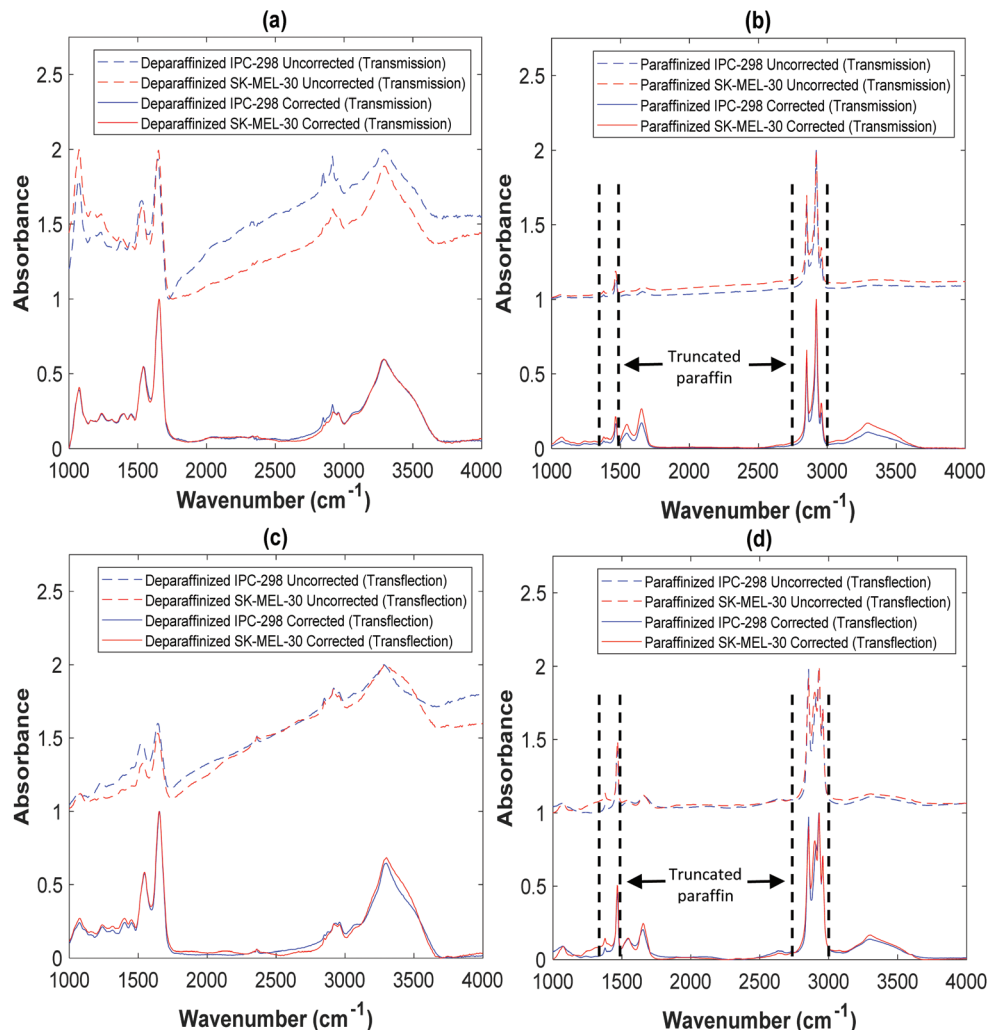 (a)
2.5
2
1.5
1
0.5
0
Absorbance
Deparaffinized IPC-298 Uncorrected (Transmission)
Deparaffinized SK-MEL-30 Uncorrected (Transmission)
Deparaffinized IPC-298 Corrected (Transmission)
Deparaffinized SK-MEL-30 Corrected (Transmission)
1000 1500 2000 2500 3000 3500 4000
Wavenumber (cm-1)
(b)
2.5
2
1.5
1
0.5
0
Absorbance
Paraffinized IPC-298 Uncorrected (Transmission)
Paraffinized SK-MEL-30 Uncorrected (Transmission)
Paraffinized IPC-298 Corrected (Transmission)
Paraffinized SK-MEL-30 Corrected (Transmission)
Truncated
paraffin
1000 1500 2000 2500 3000 3500 4000
Wavenumber (cm-1)
(c)
2.5
2
1.5
1
0.5
0
Absorbance
Deparaffinized IPC-298 Uncorrected (Transflection)
Deparaffinized SK-MEL-30 Uncorrected (Transflection)
Deparaffinized IPC-298 Corrected (Transflection)
Deparaffinized SK-MEL-30 Corrected (Transflection)
1000 1500 2000 2500 3000 3500 4000
Wavenumber (cm-1)
(d)
2.5
2
1.5
1
0.5
0
Absorbance
Paraffinized IPC-298 Uncorrected (Transflection)
Paraffinized SK-MEL-30 Uncorrected (Transflection)
Paraffinized IPC-298 Corrected (Transflection)
Paraffinized SK-MEL-30 Corrected (Transflection)
Truncated
paraffin
1000 1500 2000 2500 3000 3500 4000
Wavenumber (cm-1)